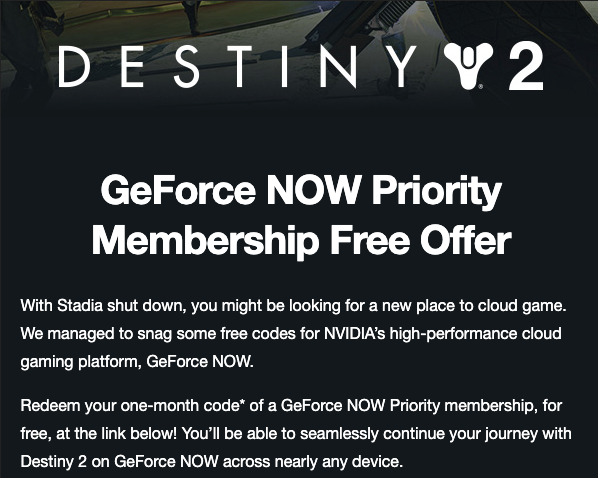 DESTINY 2
GeForce NOW Priority
Membership Free Offer
With Stadia shut down, you might be looking for a new place to cloud game.
We managed to snag some free codes for NVIDIA's high-performance cloud
gaming platform, GeForce NOW.
Redeem your one-month code* of a GeForce NOW Priority membership, for
free, at the link below! You'll be able to seamlessly continue your journey with
Destiny 2 on GeForce NOW across nearly any device.